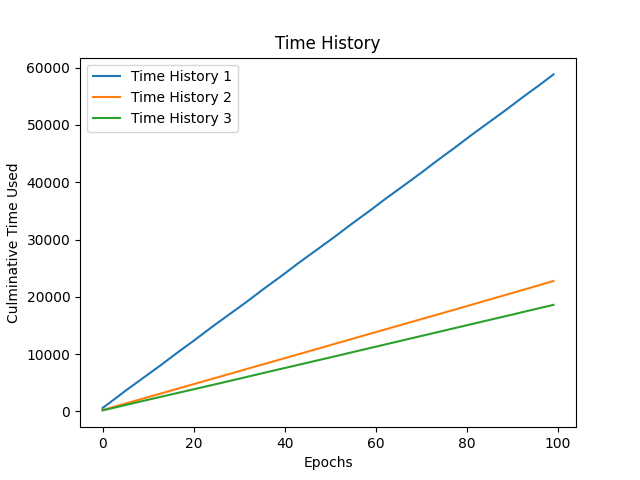 Time History
Time History 1
Time History 2
Time History 3
60000
50000
40000
30000
20000
10000
0
Culminative Time Used
0 20 40 60 80 100
Epochs